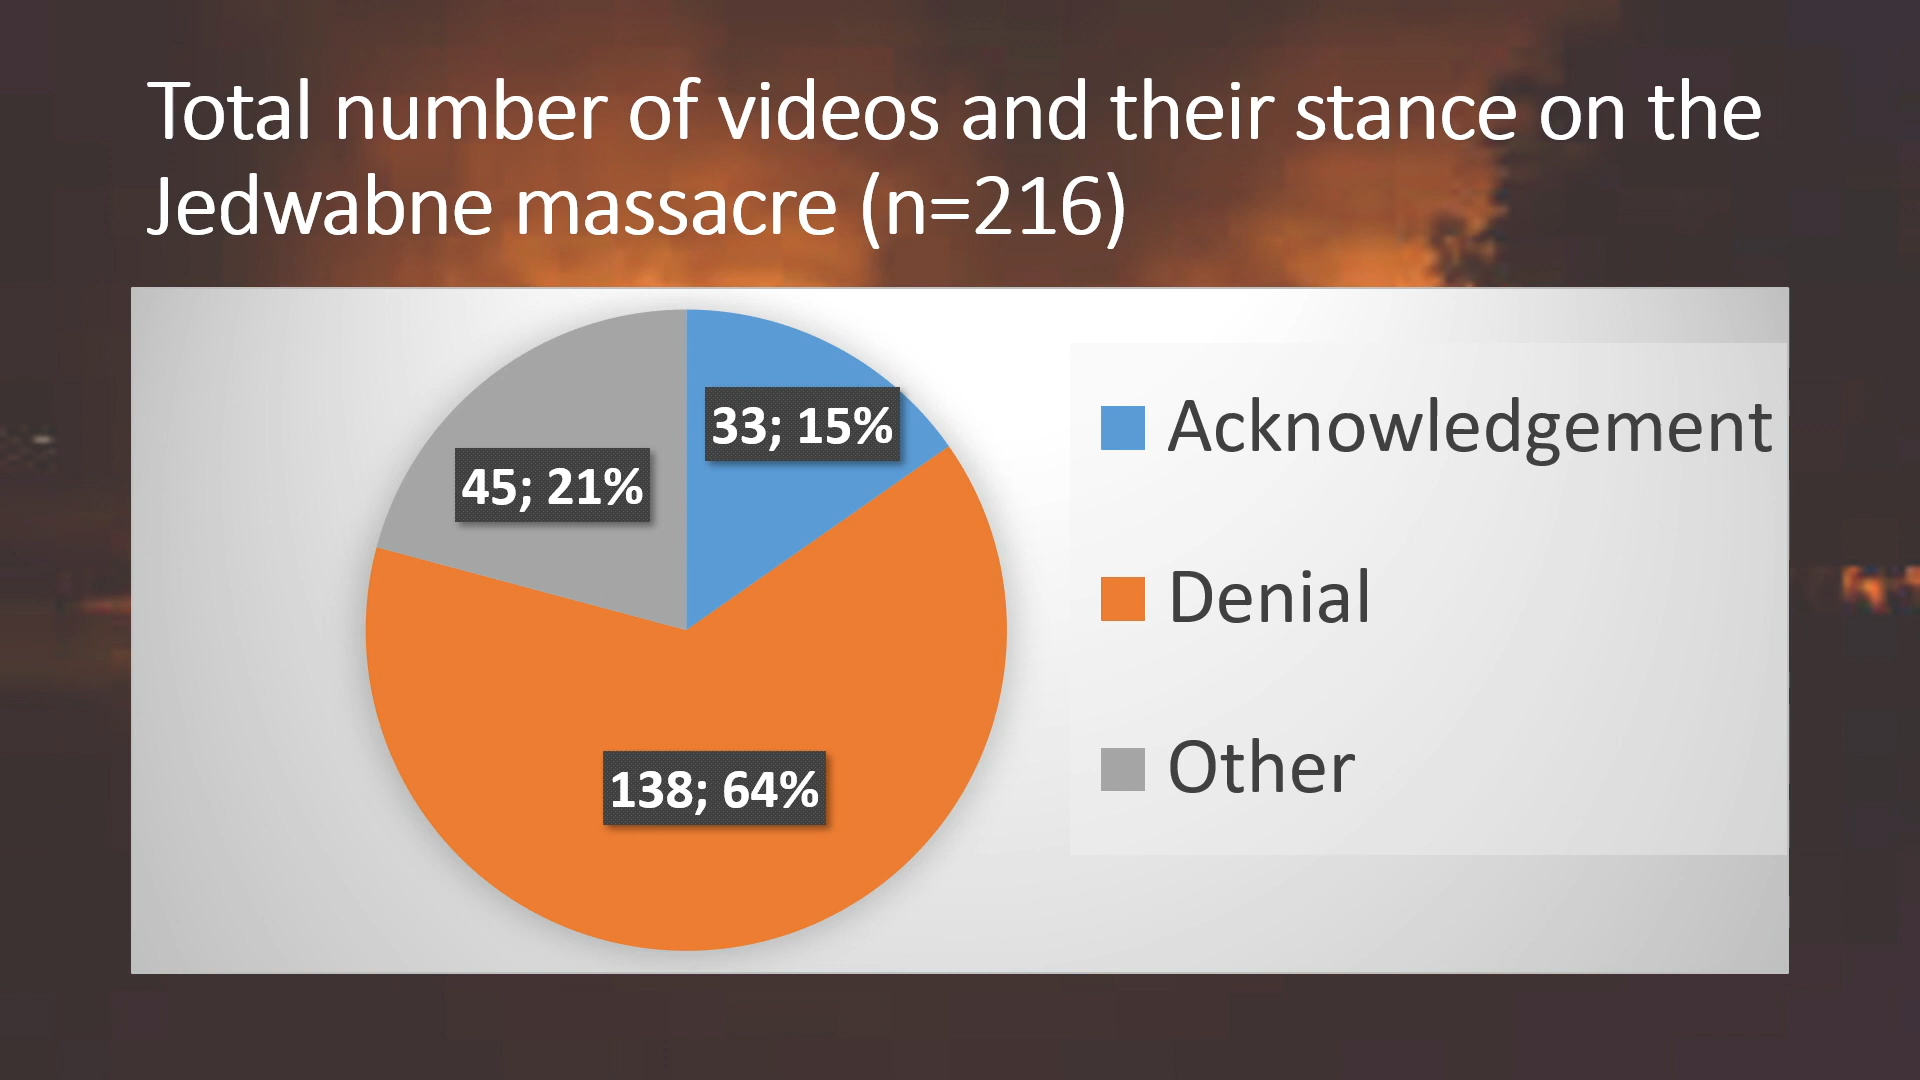 Total number of videos and their stance on the
Jedwabne massacre (n=216)
33; 15%
45; 21%
138; 64%
Acknowledgement
Denial
Other